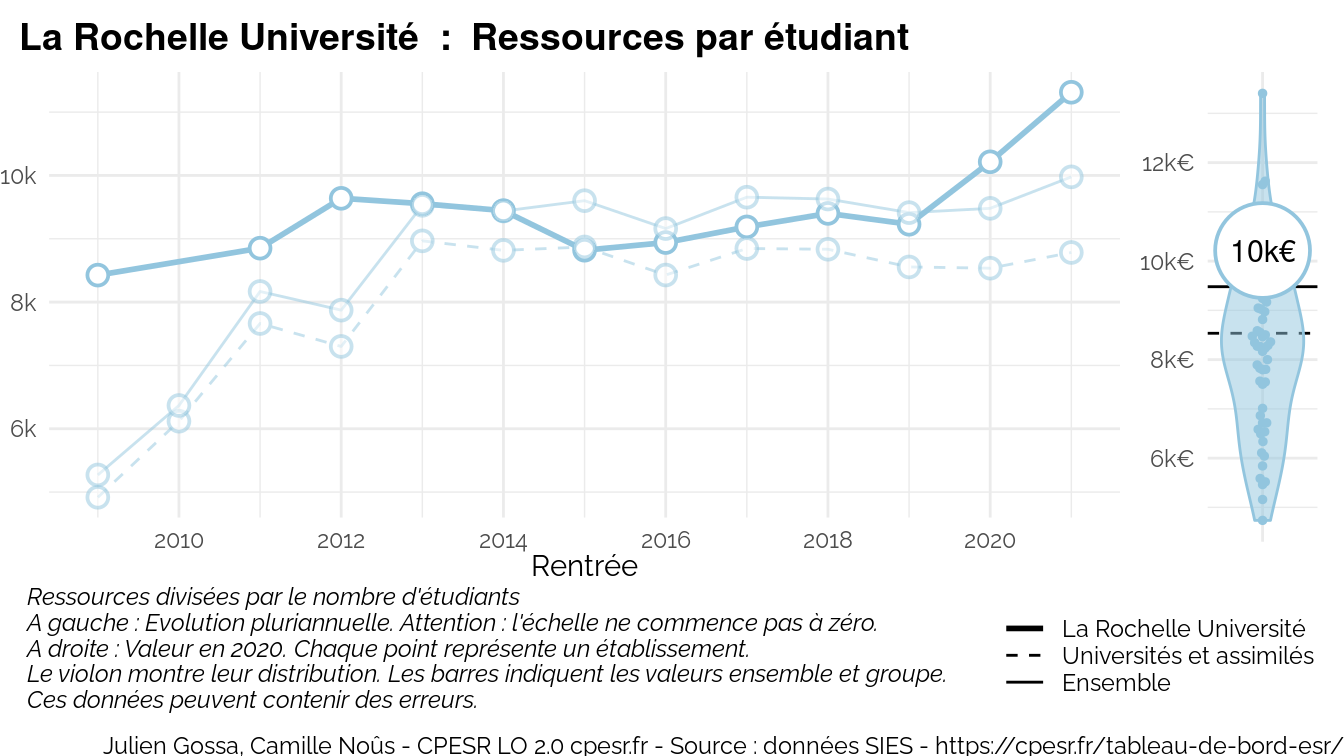 La Rochelle Université : Ressources par étudiant
10k
8k
6k
2010 2012 2014 2016 2018 2020
Rentrée
12k€
10k€
10k€
8k€
6k€
Ressources divisées par le nombre d'étudiants
A gauche : Evolution pluriannuelle. Attention : l'échelle ne commence pas à zéro.
A droite : Valeur en 2020. Chaque point représente un établissement.
Le violon montre leur distribution. Les barres indiquent les valeurs ensemble et groupe.
Ces données peuvent contenir des erreurs.
La Rochelle Université
Universités et assimilés
Ensemble
Julien Gossa, Camille Noûs - CPESR LO 2.0 cpesr.fr - Source : données SIES - https://cpesr.fr/tableau-de-bord-esr/